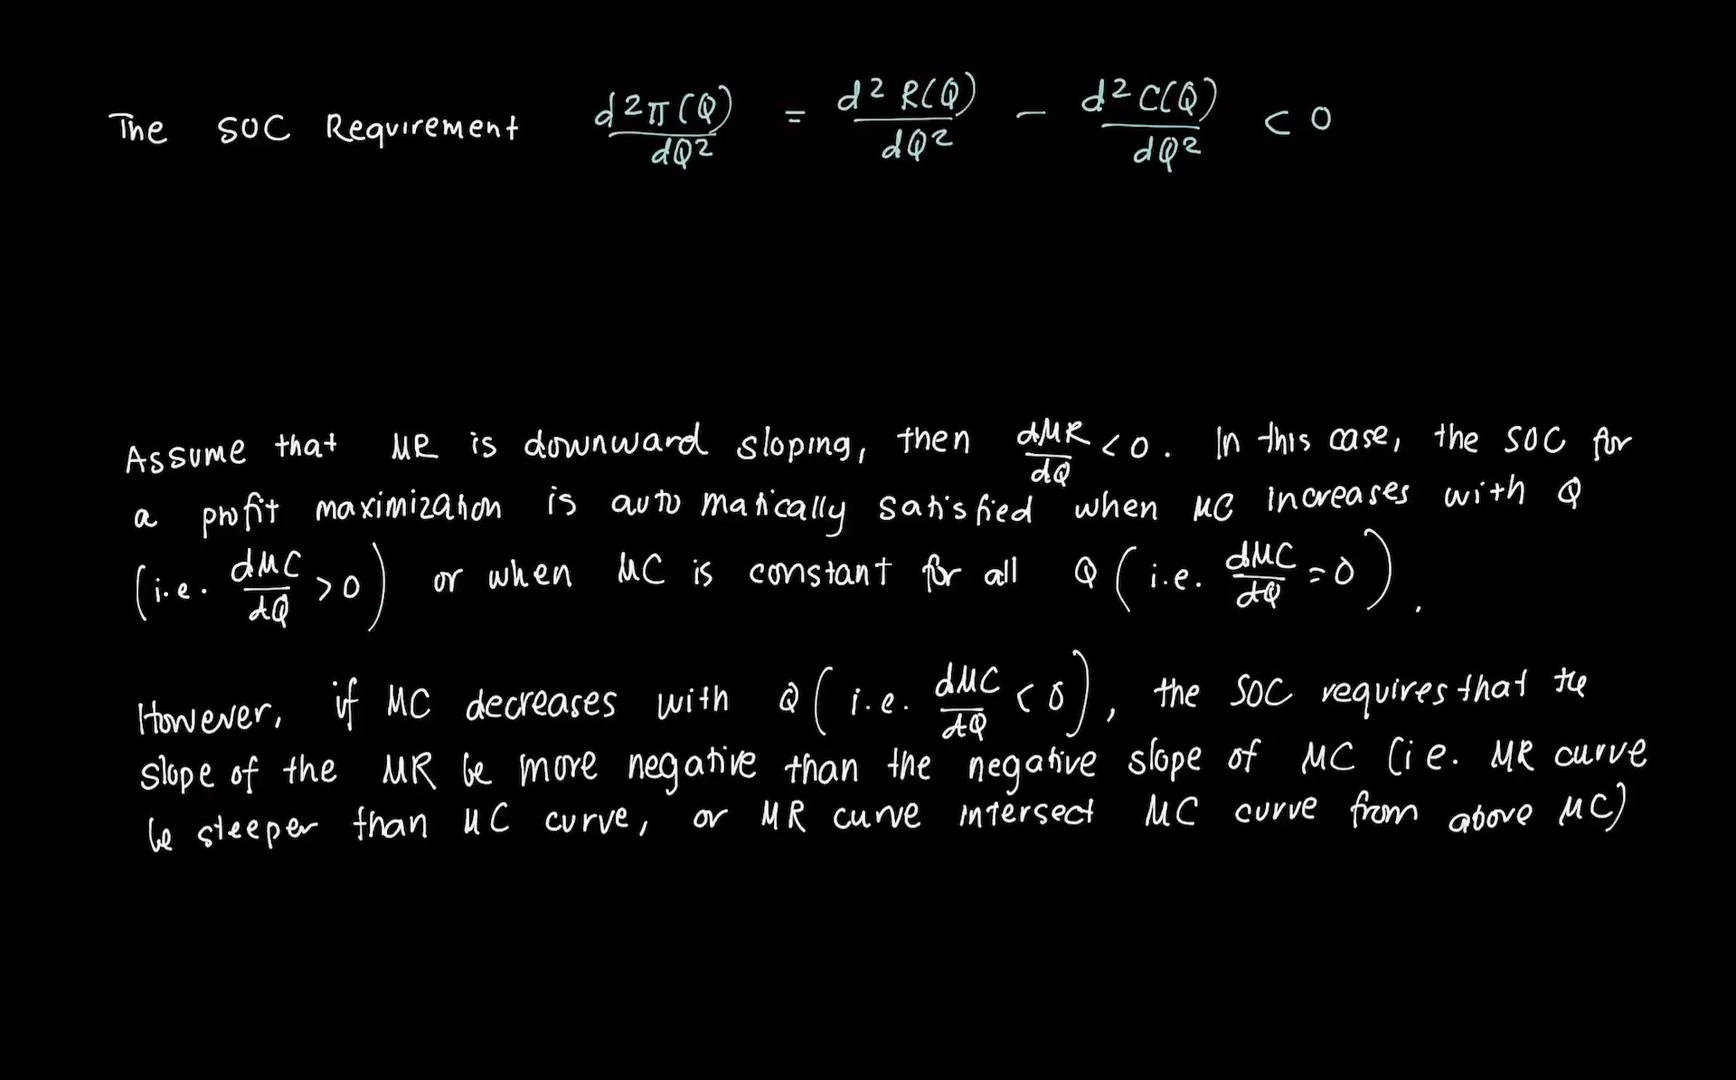 The SOC Requirement d²π(Q)/dQ² = d²R(Q)/dQ² - d²C(Q)/dQ² < 0
Assume that MR is downward sloping, then dMR/dQ < 0. In this case, the SOC for
a profit maximization is automatically satisfied when MC increases with Q
(i.e. dMC/dQ > 0) or when MC is constant for all Q (i.e. dMC/dQ = 0).
However, if MC decreases with Q (i.e. dMC/dQ < 0), the SOC requires that the
slope of the MR be more negative than the negative slope of MC (i.e. MR curve
be steeper than MC curve, or MR curve intersect MC curve from above MC)